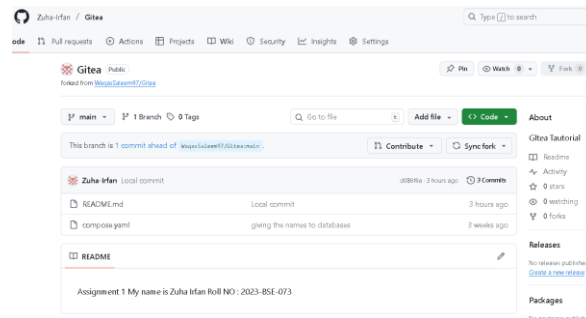 Zuha-Irfan / Gitea
Type / to search
ode Pull requests Actions Projects Wiki Security Insights Settings
Gitea Public
Pin Watch 0 Fork 0
forked from WaqasSaleem97/Gitea
main 1 Branch 0 Tags
Go to file t Add file Code
About
This branch is 1 commit ahead of WaqasSaleem97/Gitea:main.
Contribute Sync fork
Gitea Tautorial
Zuha-Irfan Local commit
3 hours ago 3 Commits
README.md Local commit 3 hours ago
compose.yaml giving the names to databases 3 weeks ago
Readme
Activity
0 stars
0 watching
0 forks
README
Assignment 1 My name is Zuha Irfan Roll NO : 2023-BSE-073
Releases
No releases publishe
Create a new release
Packages